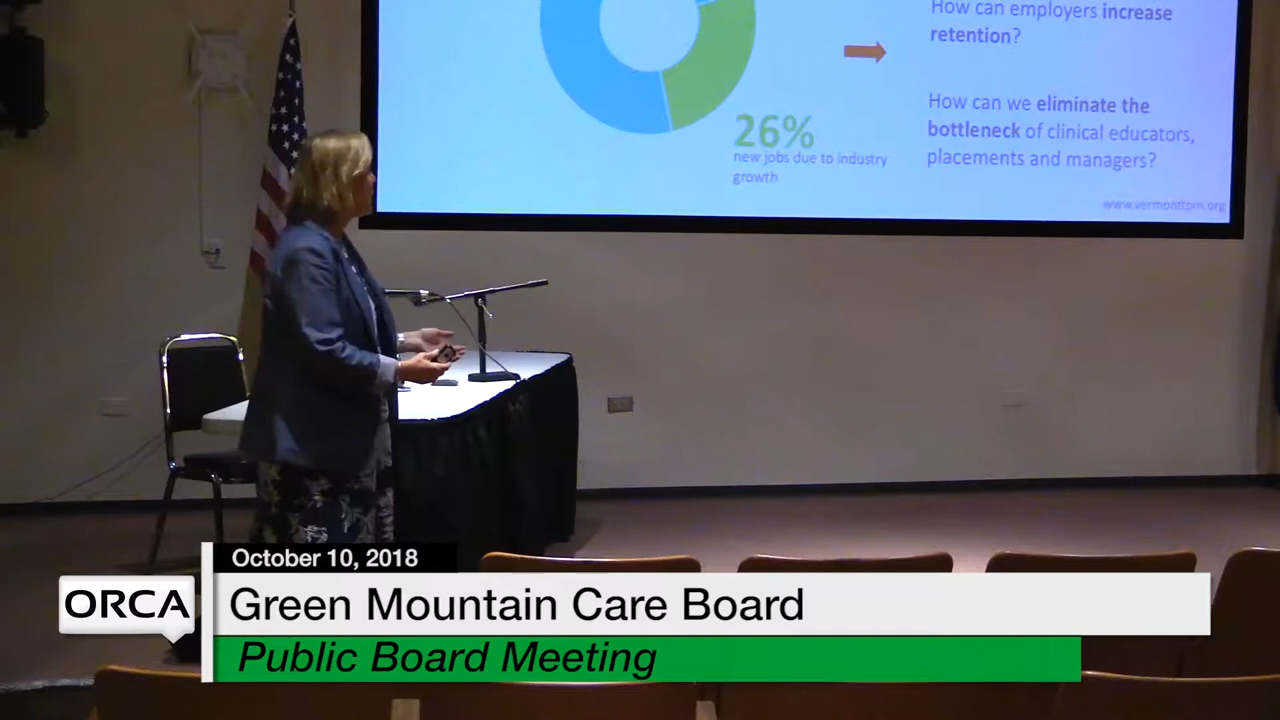 How can employers increase
retention?
How can we eliminate the
bottleneck of clinical educators,
placements and managers?
26%
new jobs due to industry
growth
www.vermonttpm.org
October 10, 2018
ORCA
Green Mountain Care Board
Public Board Meeting